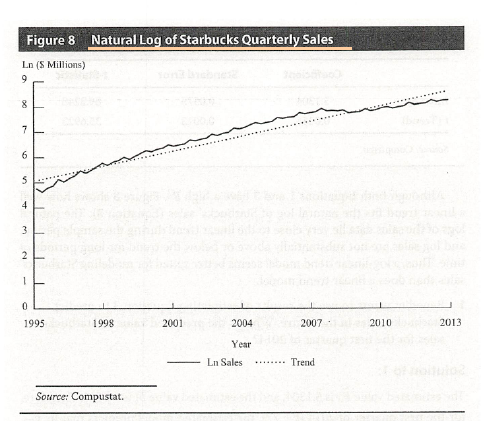 Figure 8 Natural Log of Starbucks Quarterly Sales
Ln ($ Millions)
9
8
7
6
5
4
3
2
1
0
1995 1998 2001 2004 2007 2010 2013
Year
Ln Sales Trend
Source: Compustat.